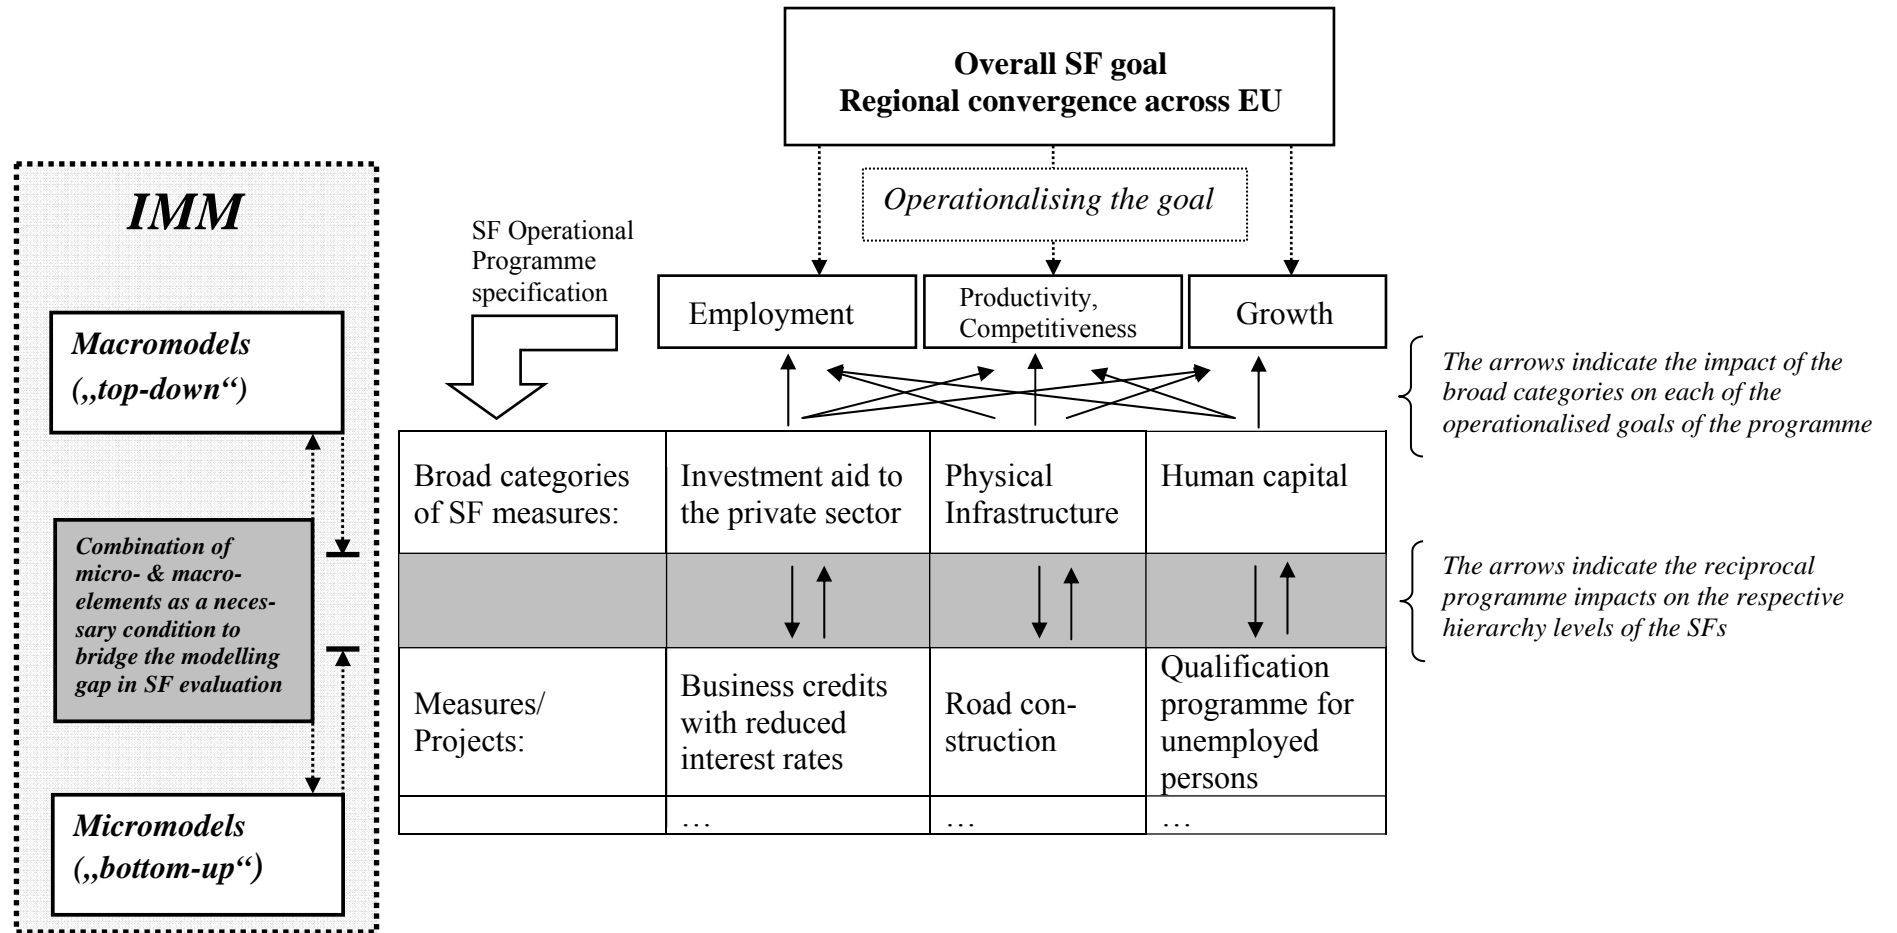 Overall SF goal
Regional convergence across EU
Operationalising the goal
IMM
SF Operational
Programme
specification
Employment
Productivity,
Competitiveness
Growth
Macromodels
(„top-down“)
The arrows indicate the impact of the
broad categories on each of the
operationalised goals of the programme
Broad categories
of SF measures:
Investment aid to
the private sector
Physical
Infrastructure
Human capital
Combination of
micro- & macro-
elements as a neces-
sary condition to
bridge the modelling
gap in SF evaluation
The arrows indicate the reciprocal
programme impacts on the respective
hierarchy levels of the SFs
Measures/
Projects:
Business credits
with reduced
interest rates
Road con-
struction
Qualification
programme for
unemployed
persons
…
…
…
Micromodels
(„bottom-up“)